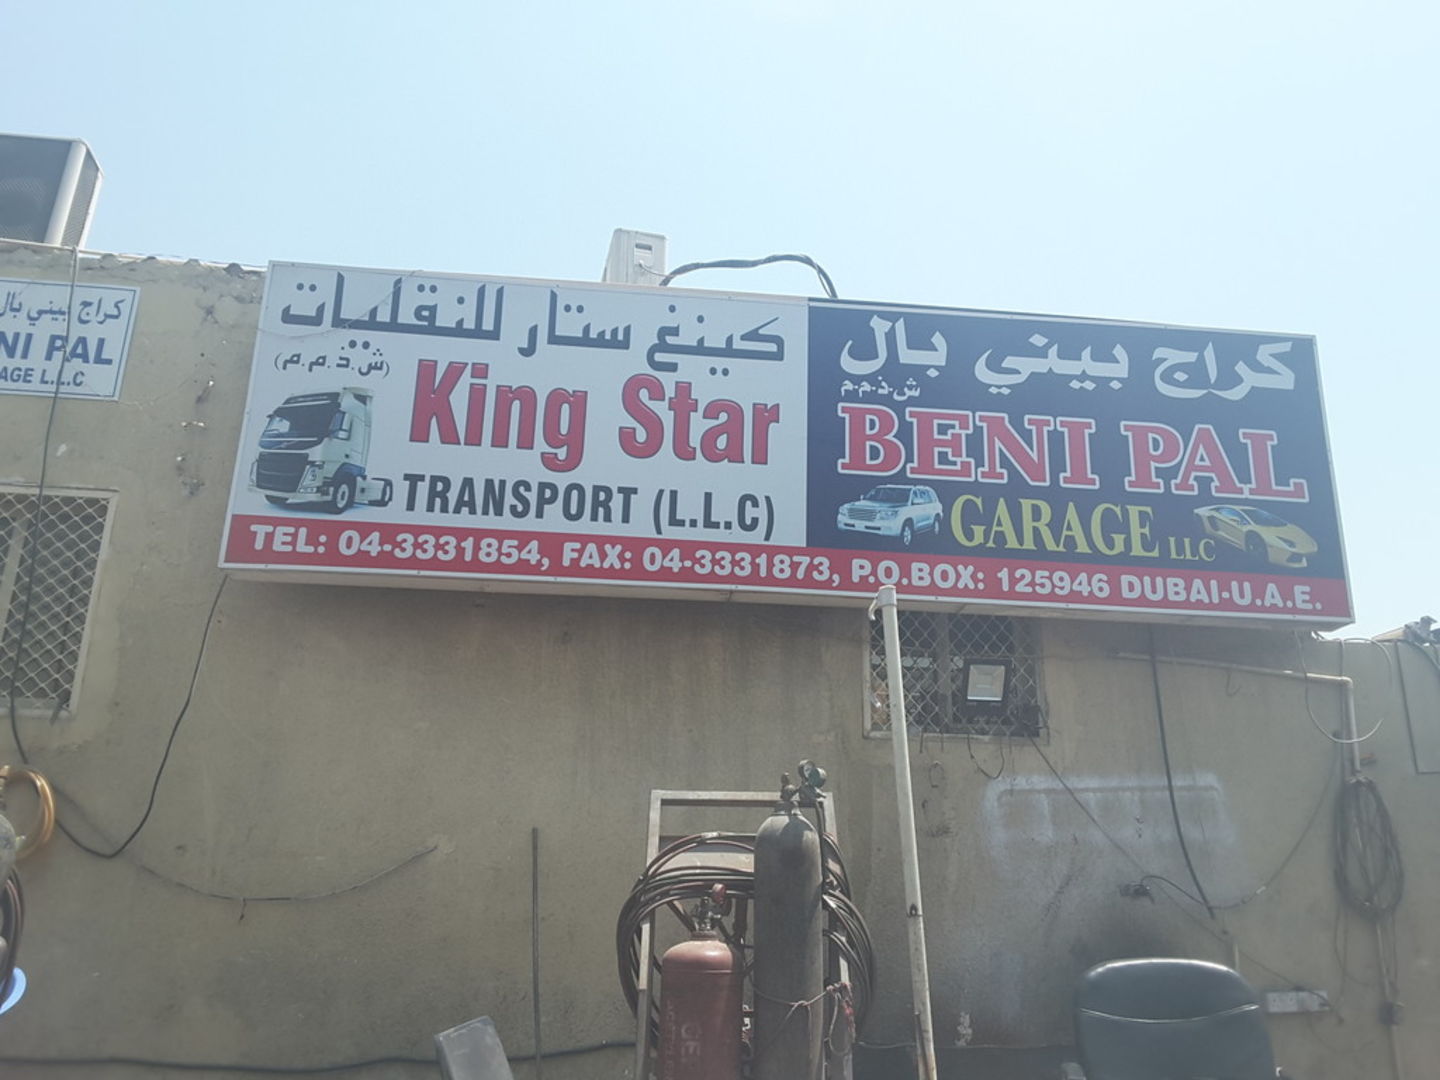 كراج بيني بال
NI PAL
AGE L.L.C
كينغ ستار للنقليات
(ش.ذ.م.م)
King Star
TRANSPORT (L.L.C)
كراج بيني بال
ش.ذ.م.م
BENI PAL
GARAGE LLC
TEL: 04-3331854, FAX: 04-3331873, P.O.BOX: 125946 DUBAI-U.A.E.